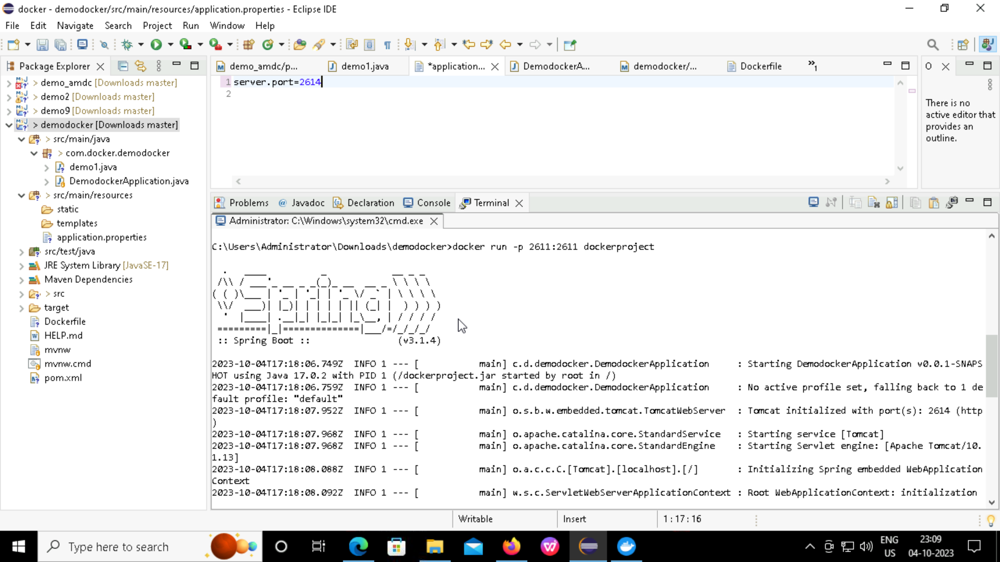 docker - demodocker/src/main/resources/application.properties - Eclipse IDE
File Edit Navigate Search Project Run Window Help
Package Explorer
demo_amdc/p...
demo1.java
*application...
DemodockerA...
demodocker/...
Dockerfile
»1
O
> demo_amdc [Downloads master]
> demo2 [Downloads master]
> demo9 [Downloads master]
> demodocker [Downloads master]
> src/main/java
> com.docker.demodocker
demo1.java
DemodockerApplication.java
> src/main/resources
static
templates
application.properties
src/test/java
JRE System Library [JavaSE-17]
Maven Dependencies
> src
target
Dockerfile
HELP.md
mvnw
mvnw.cmd
pom.xml
1 server.port=2614
2
There is no
active editor that
provides an
outline.
Problems @ Javadoc Declaration Console Terminal
Administrator: C:\Windows\system32\cmd.exe
C:\Users\Administrator\Downloads\demodocker>docker run -p 2611:2611 dockerproject
Spring
:: Spring Boot :: (v3.1.4)
2023-10-04T17:18:06.749Z INFO 1 --- [ main] c.d.demodocker.DemodockerApplication : Starting DemodockerApplication v0.0.1-SNAPS
HOT using Java 17.0.2 with PID 1 (/dockerproject.jar started by root in /)
2023-10-04T17:18:06.759Z INFO 1 --- [ main] c.d.demodocker.DemodockerApplication : No active profile set, falling back to 1 de
fault profile: "default"
2023-10-04T17:18:07.952Z INFO 1 --- [ main] o.s.b.w.embedded.tomcat.TomcatWebServer : Tomcat initialized with port(s): 2614 (http
)
2023-10-04T17:18:07.968Z INFO 1 --- [ main] o.apache.catalina.core.StandardService : Starting service [Tomcat]
2023-10-04T17:18:07.968Z INFO 1 --- [ main] o.apache.catalina.core.StandardEngine : Starting Servlet engine: [Apache Tomcat/10.
1.13]
2023-10-04T17:18:08.088Z INFO 1 --- [ main] o.a.c.c.C.[Tomcat].[localhost].[/] : Initializing Spring embedded WebApplication
Context
2023-10-04T17:18:08.092Z INFO 1 --- [ main] w.s.c.ServletWebServerApplicationContext : Root WebApplicationContext: initialization
Writable
Insert
1 : 17 : 16
Type here to search
ENG
US
23:09
04-10-2023